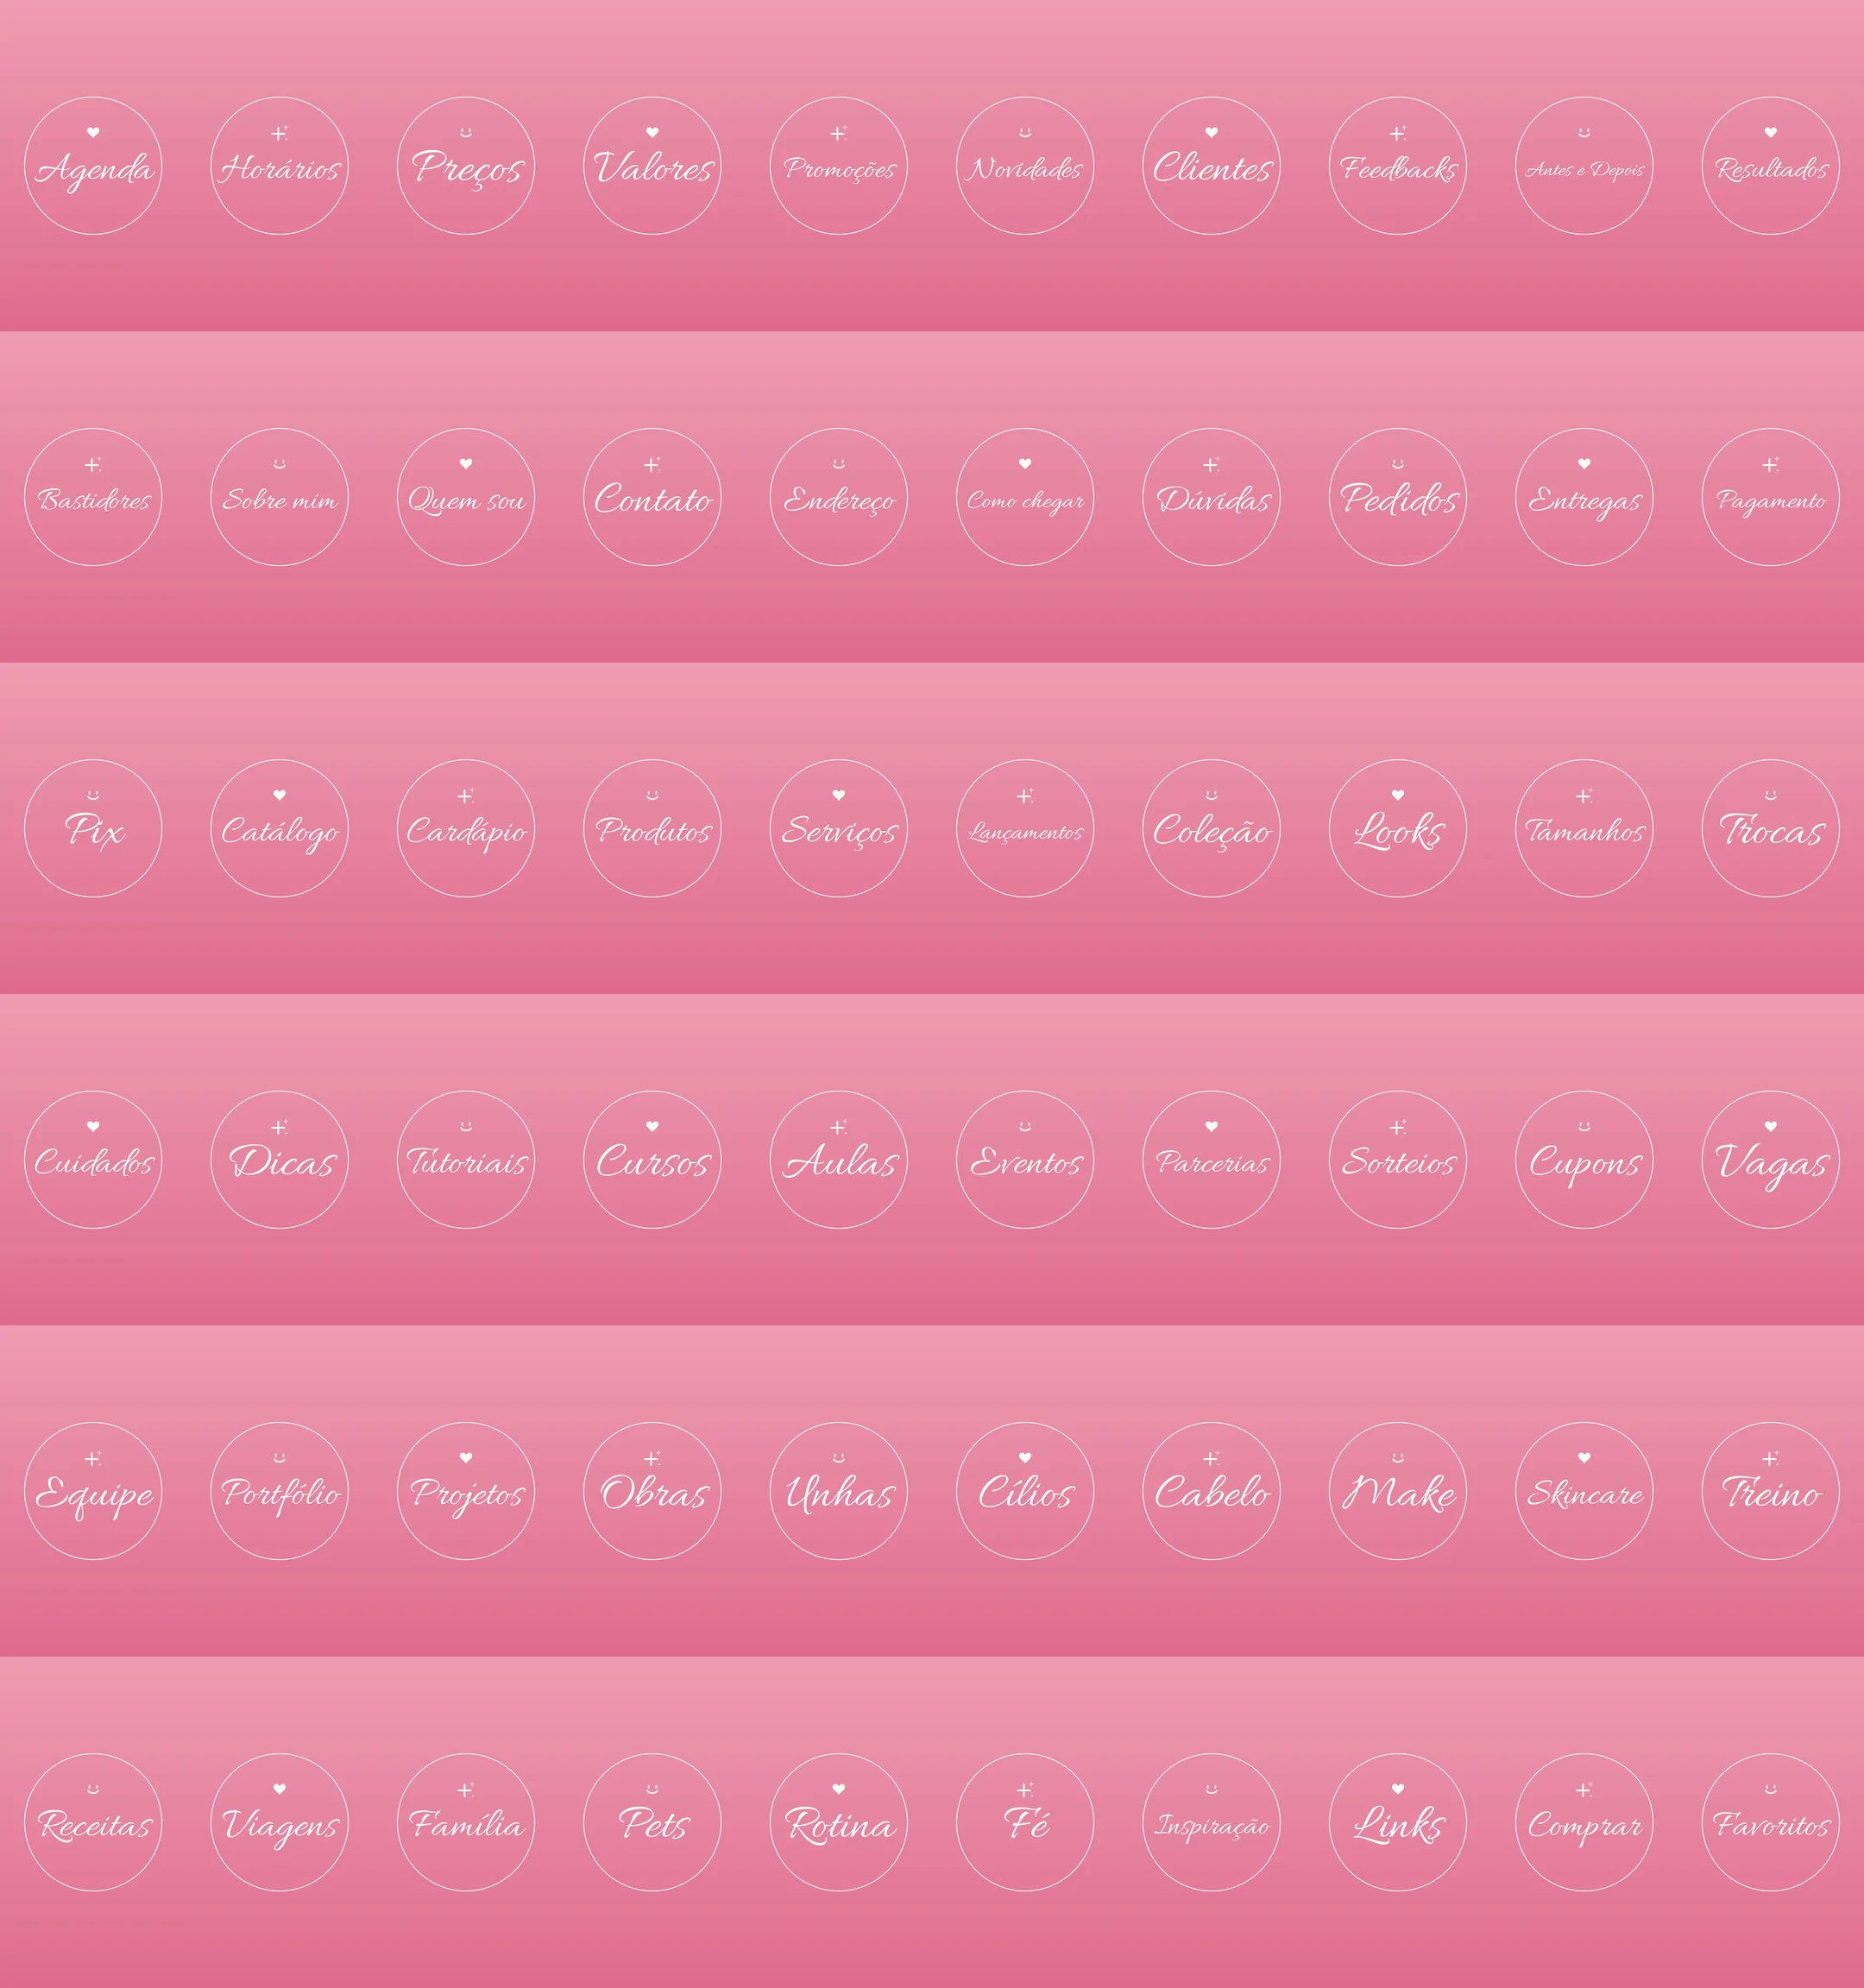 Agenda Horários Preços Valores Promoções Novidades Clientes Feedbacks Antes e Depois Resultados
Bastidores Sobre mim Quem sou Contato Endereço Como chegar Dúvidas Pedidos Entregas Pagamento
Pix Catálogo Cardápio Produtos Serviços Lançamentos Coleção Looks Tamanhos Trocas
Cuidados Dicas Tutoriais Cursos Aulas Eventos Parcerias Sorteios Cupons Vagas
Equipe Portfólio Projetos Obras Unhas Cílios Cabelo Make Skincare Treino
Receitas Viagens Família Pets Rotina Fé Inspiração Links Comprar Favoritos